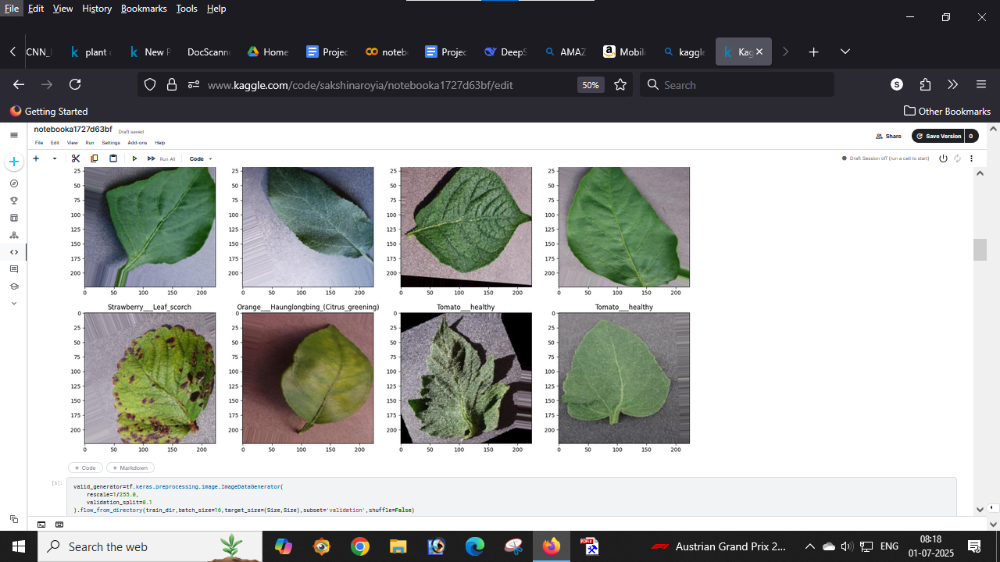 File Edit View History Bookmarks Tools Help
CNN_ plant New P DocScann Home Projec noteb Projec DeepS AMAZ Mobil kaggle Kag
www.kaggle.com/code/sakshinaroyia/notebooka1727d63bf/edit 50% Search S
Getting Started Other Bookmarks
notebooka1727d63bf Draft saved
File Edit View Run Settings Add-ons Help
Share Save Version 0
Run All Code Draft Session off (run a cell to start)
25 25 25 25
50 50 50 50
75 75 75 75
100 100 100 100
125 125 125 125
150 150 150 150
175 175 175 175
200 200 200 200
0 50 100 150 200 0 50 100 150 200 0 50 100 150 200 0 50 100 150 200
Strawberry___Leaf_scorch Orange___Haunglongbing_(Citrus_greening) Tomato___healthy Tomato___healthy
0 0 0 0
25 25 25 25
50 50 50 50
75 75 75 75
100 100 100 100
125 125 125 125
150 150 150 150
175 175 175 175
200 200 200 200
0 50 100 150 200 0 50 100 150 200 0 50 100 150 200 0 50 100 150 200
+ Code + Markdown
[6]:
valid_generator=tf.keras.preprocessing.image.ImageDataGenerator(
rescale=1/255.0,
validation_split=0.1
).flow_from_directory(train_dir,batch_size=16,target_size=(Size,Size),subset='validation',shuffle=False)
Search the web Austrian Grand Prix 2... ENG
01-07-2025